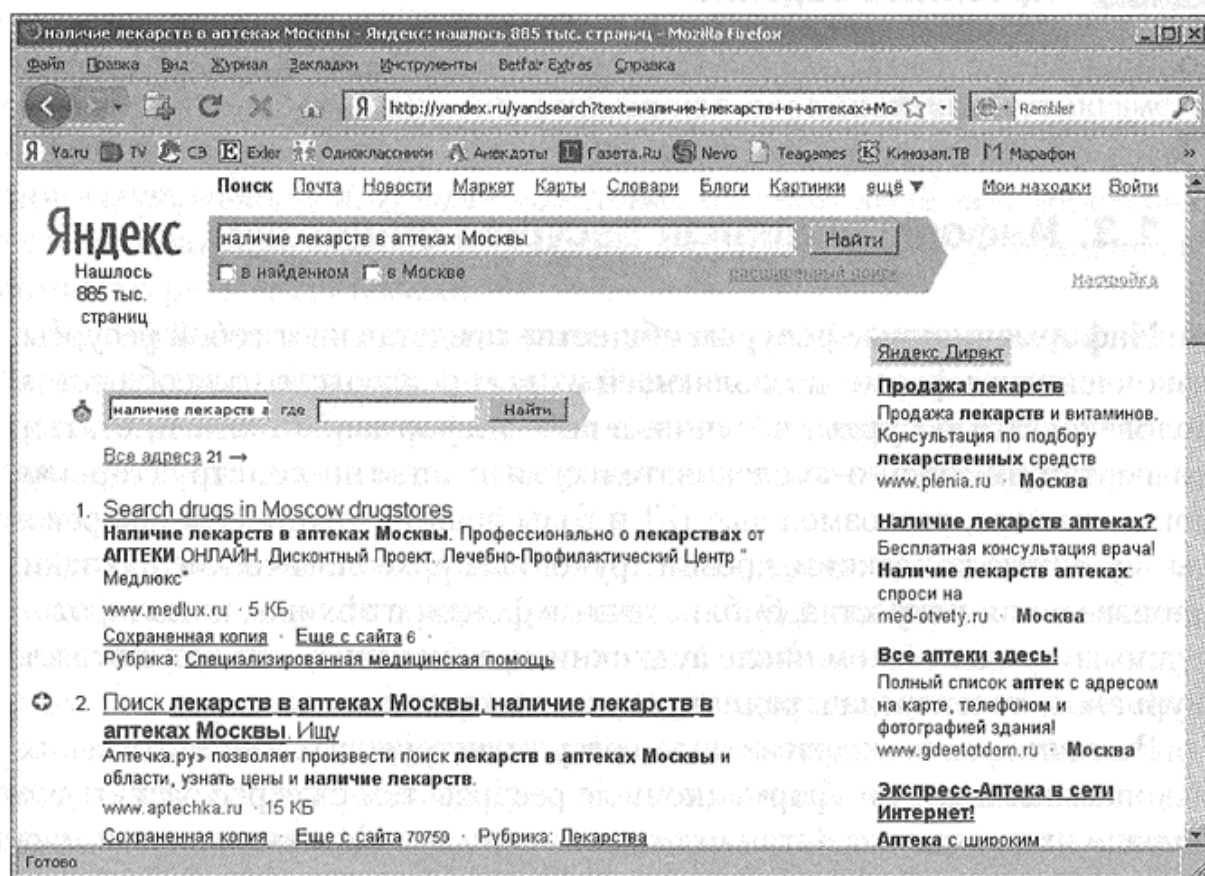 наличие лекарств в аптеках Москвы - Яндекс: нашлось 885 тыс. страниц - Mozilla Firefox
Файл Правка Вид Журнал Закладки Инструменты Betfair Extras Справка
http://yandex.ru/yandsearch?text=наличие+лекарств+в+аптеках+Мо Rambler
Ya.ru TV СЭ Exler Одноклассники Анекдоты Газета.Ru Nevo Teagames Кинозал.ТВ Марафон »
Поиск Почта Новости Маркет Карты Словари Блоги Картинки ещё ▼ Мои находки Войти
Яндекс
наличие лекарств в аптеках Москвы Найти
в найденном в Москве расширенный поиск
Настройка
Нашлось
885 тыс.
страниц
наличие лекарств в где Найти
Все адреса 21 →
1. Search drugs in Moscow drugstores
Наличие лекарств в аптеках Москвы. Профессионально о лекарствах от
АПТЕКИ ОНЛАЙН, Дисконтный Проект, Лечебно-Профилактический Центр "
Медлюкс"
www.medlux.ru · 5 КБ
Сохраненная копия · Еще с сайта 6
Рубрика: Специализированная медицинская помощь
2. Поиск лекарств в аптеках Москвы, наличие лекарств в
аптеках Москвы. Ищу
Аптечка.ру» позволяет произвести поиск лекарств в аптеках Москвы и
области, узнать цены и наличие лекарств.
www.aptechka.ru · 15 КБ
Сохраненная копия · Еще с сайта 70750 · Рубрика: Лекарства
Яндекс Директ
Продажа лекарств
Продажа лекарств и витаминов.
Консультация по подбору
лекарственных средств
www.plenia.ru · Москва
Наличие лекарств аптеках?
Бесплатная консультация врача!
Наличие лекарств аптеках:
спроси на
med-otvety.ru · Москва
Все аптеки здесь!
Полный список аптек с адресом
на карте, телефоном и
фотографией здания!
www.gdeetotdom.ru · Москва
Экспресс-Аптека в сети
Интернет!
Аптека с широким
Готово